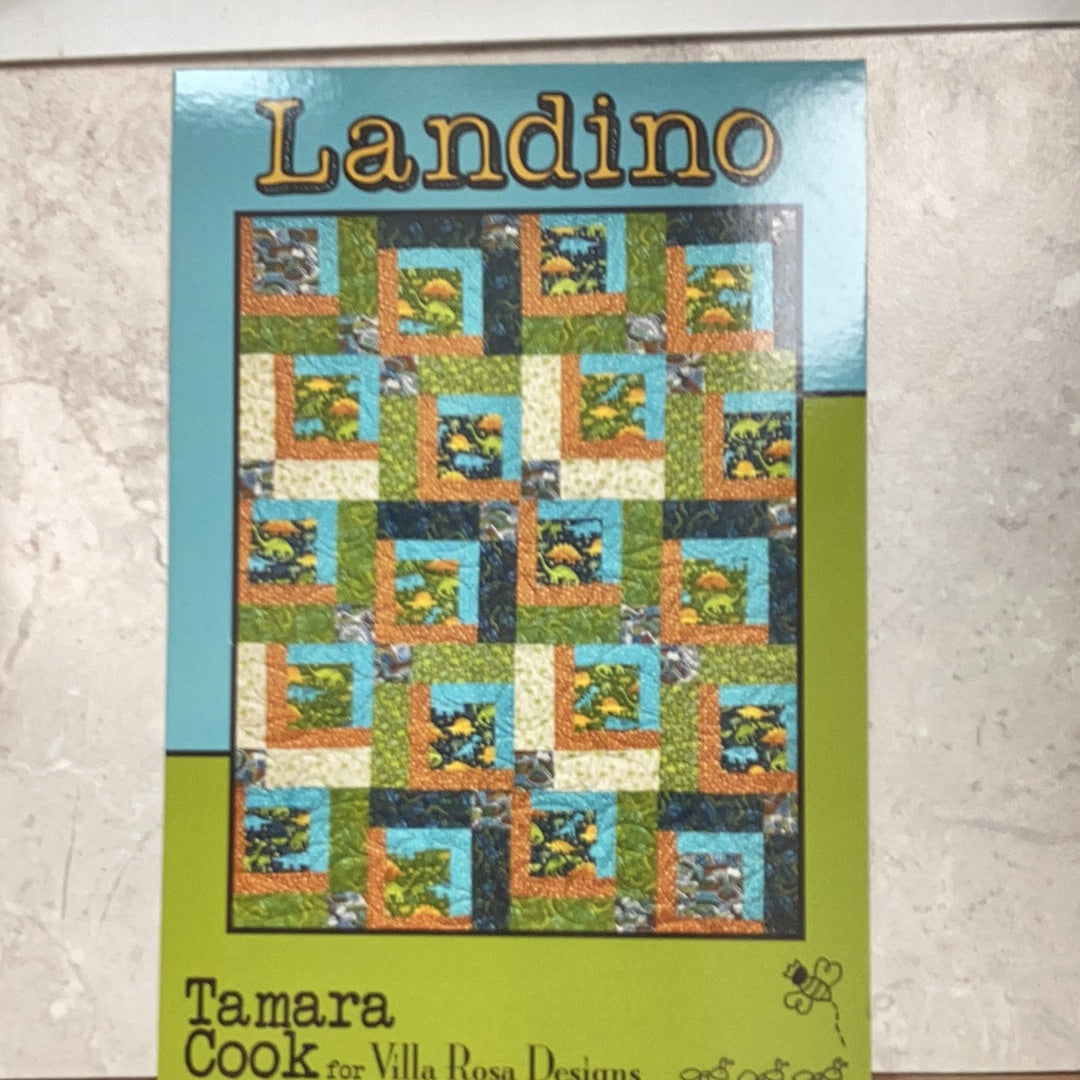 Landino
Tamara
Cook for Villa Rosa Designs